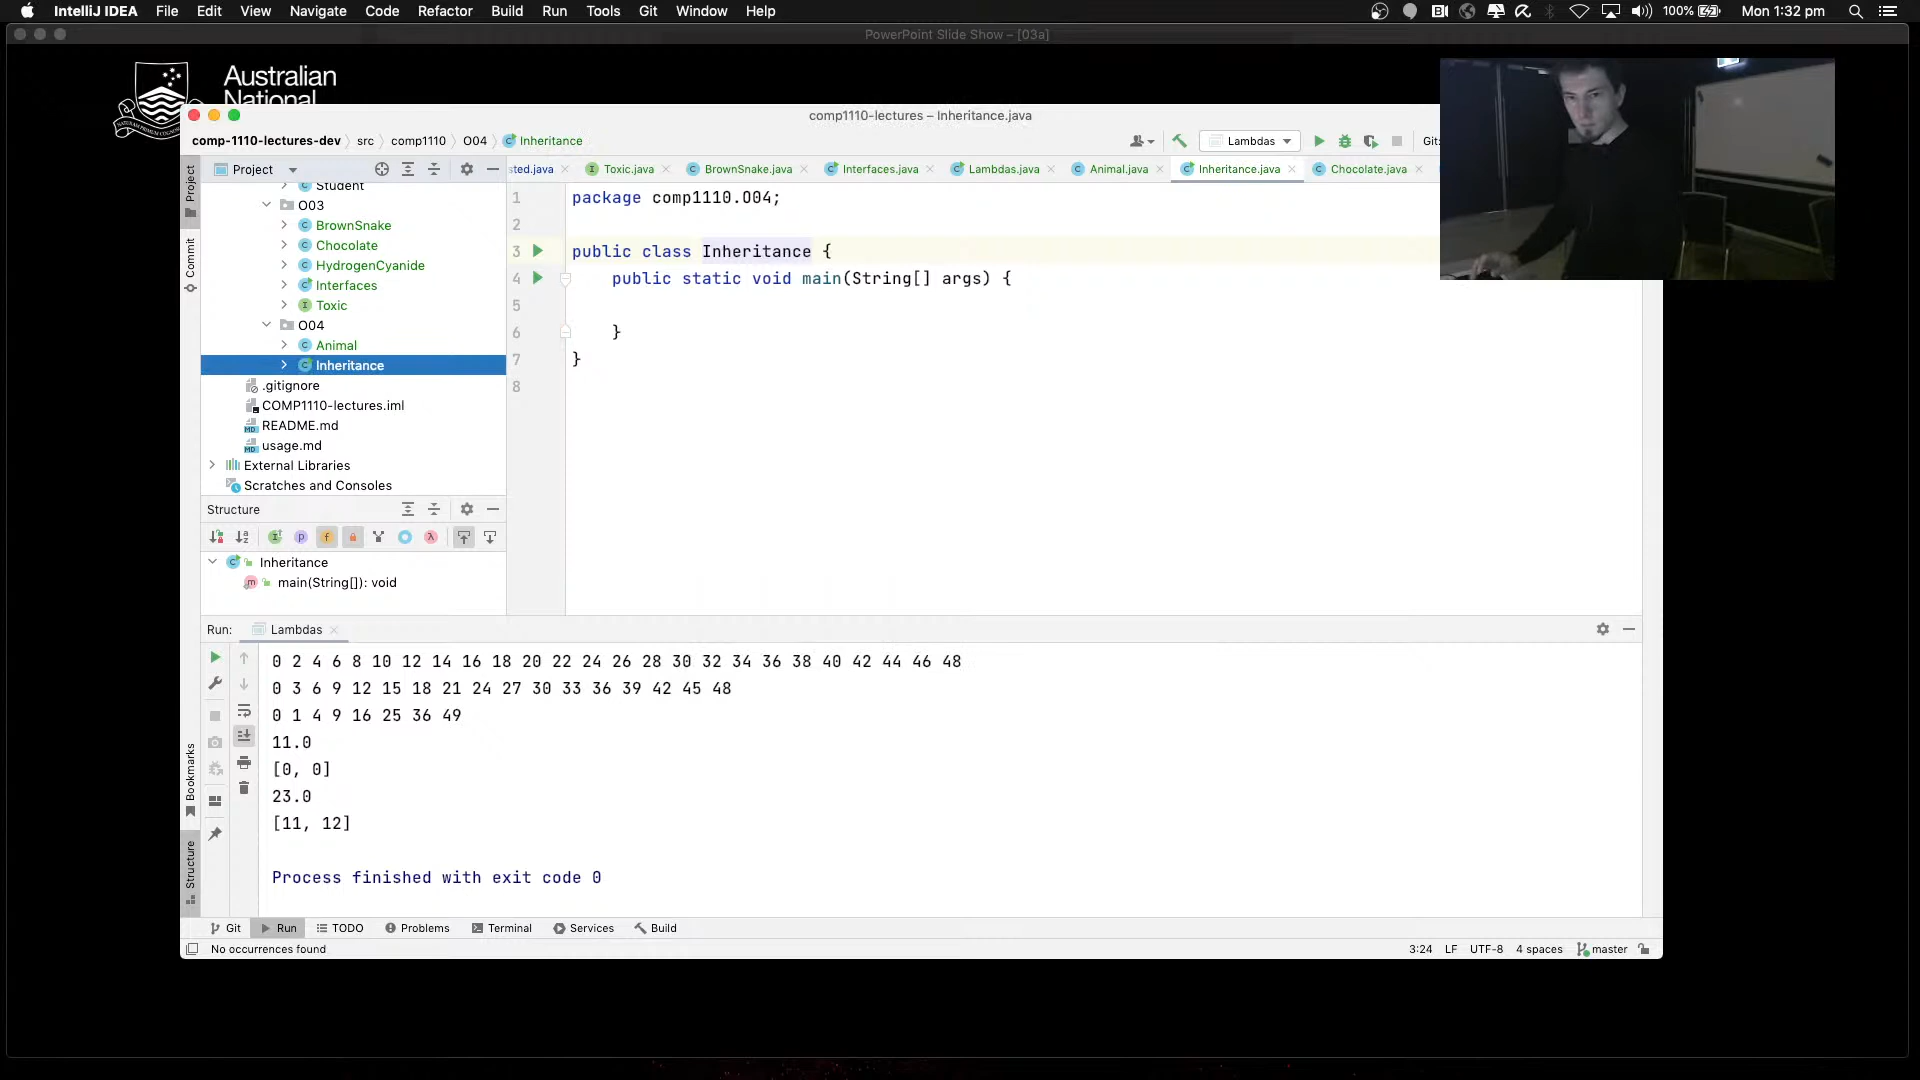 IntelliJ IDEA File Edit View Navigate Code Refactor Build Run Tools Git Window Help 100% Mon 1:32 pm
PowerPoint Slide Show – [03a]
Australian
National
comp1110-lectures – Inheritance.java
comp-1110-lectures-dev src comp1110 O04 Inheritance Lambdas Git:
Project
sted.java Toxic.java BrownSnake.java Interfaces.java Lambdas.java Animal.java Inheritance.java Chocolate.java
Project
Commit
Bookmarks
Structure
Student
O03
BrownSnake
Chocolate
HydrogenCyanide
Interfaces
Toxic
O04
Animal
Inheritance
.gitignore
COMP1110-lectures.iml
README.md
usage.md
External Libraries
Scratches and Consoles
Structure
Inheritance
main(String[]): void
1 package comp1110.O04;
2
3 public class Inheritance {
4 public static void main(String[] args) {
5
6 }
7 }
8
Run: Lambdas
0 2 4 6 8 10 12 14 16 18 20 22 24 26 28 30 32 34 36 38 40 42 44 46 48
0 3 6 9 12 15 18 21 24 27 30 33 36 39 42 45 48
0 1 4 9 16 25 36 49
11.0
[0, 0]
23.0
[11, 12]
Process finished with exit code 0
Git Run TODO Problems Terminal Services Build
No occurrences found 3:24 LF UTF-8 4 spaces master